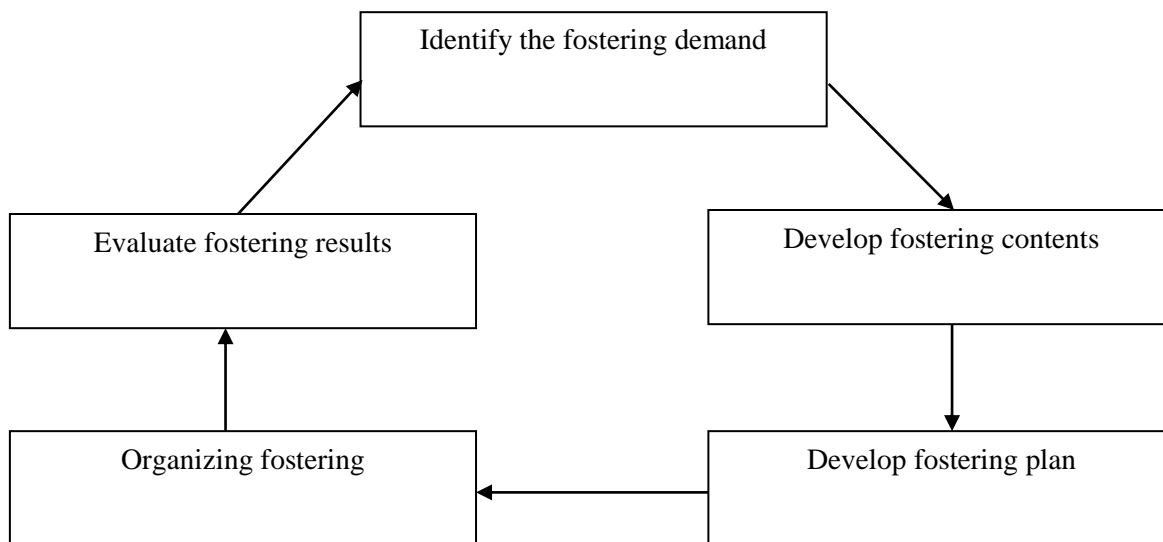 Identify the fostering demand
Evaluate fostering results
Develop fostering contents
Organizing fostering
Develop fostering plan